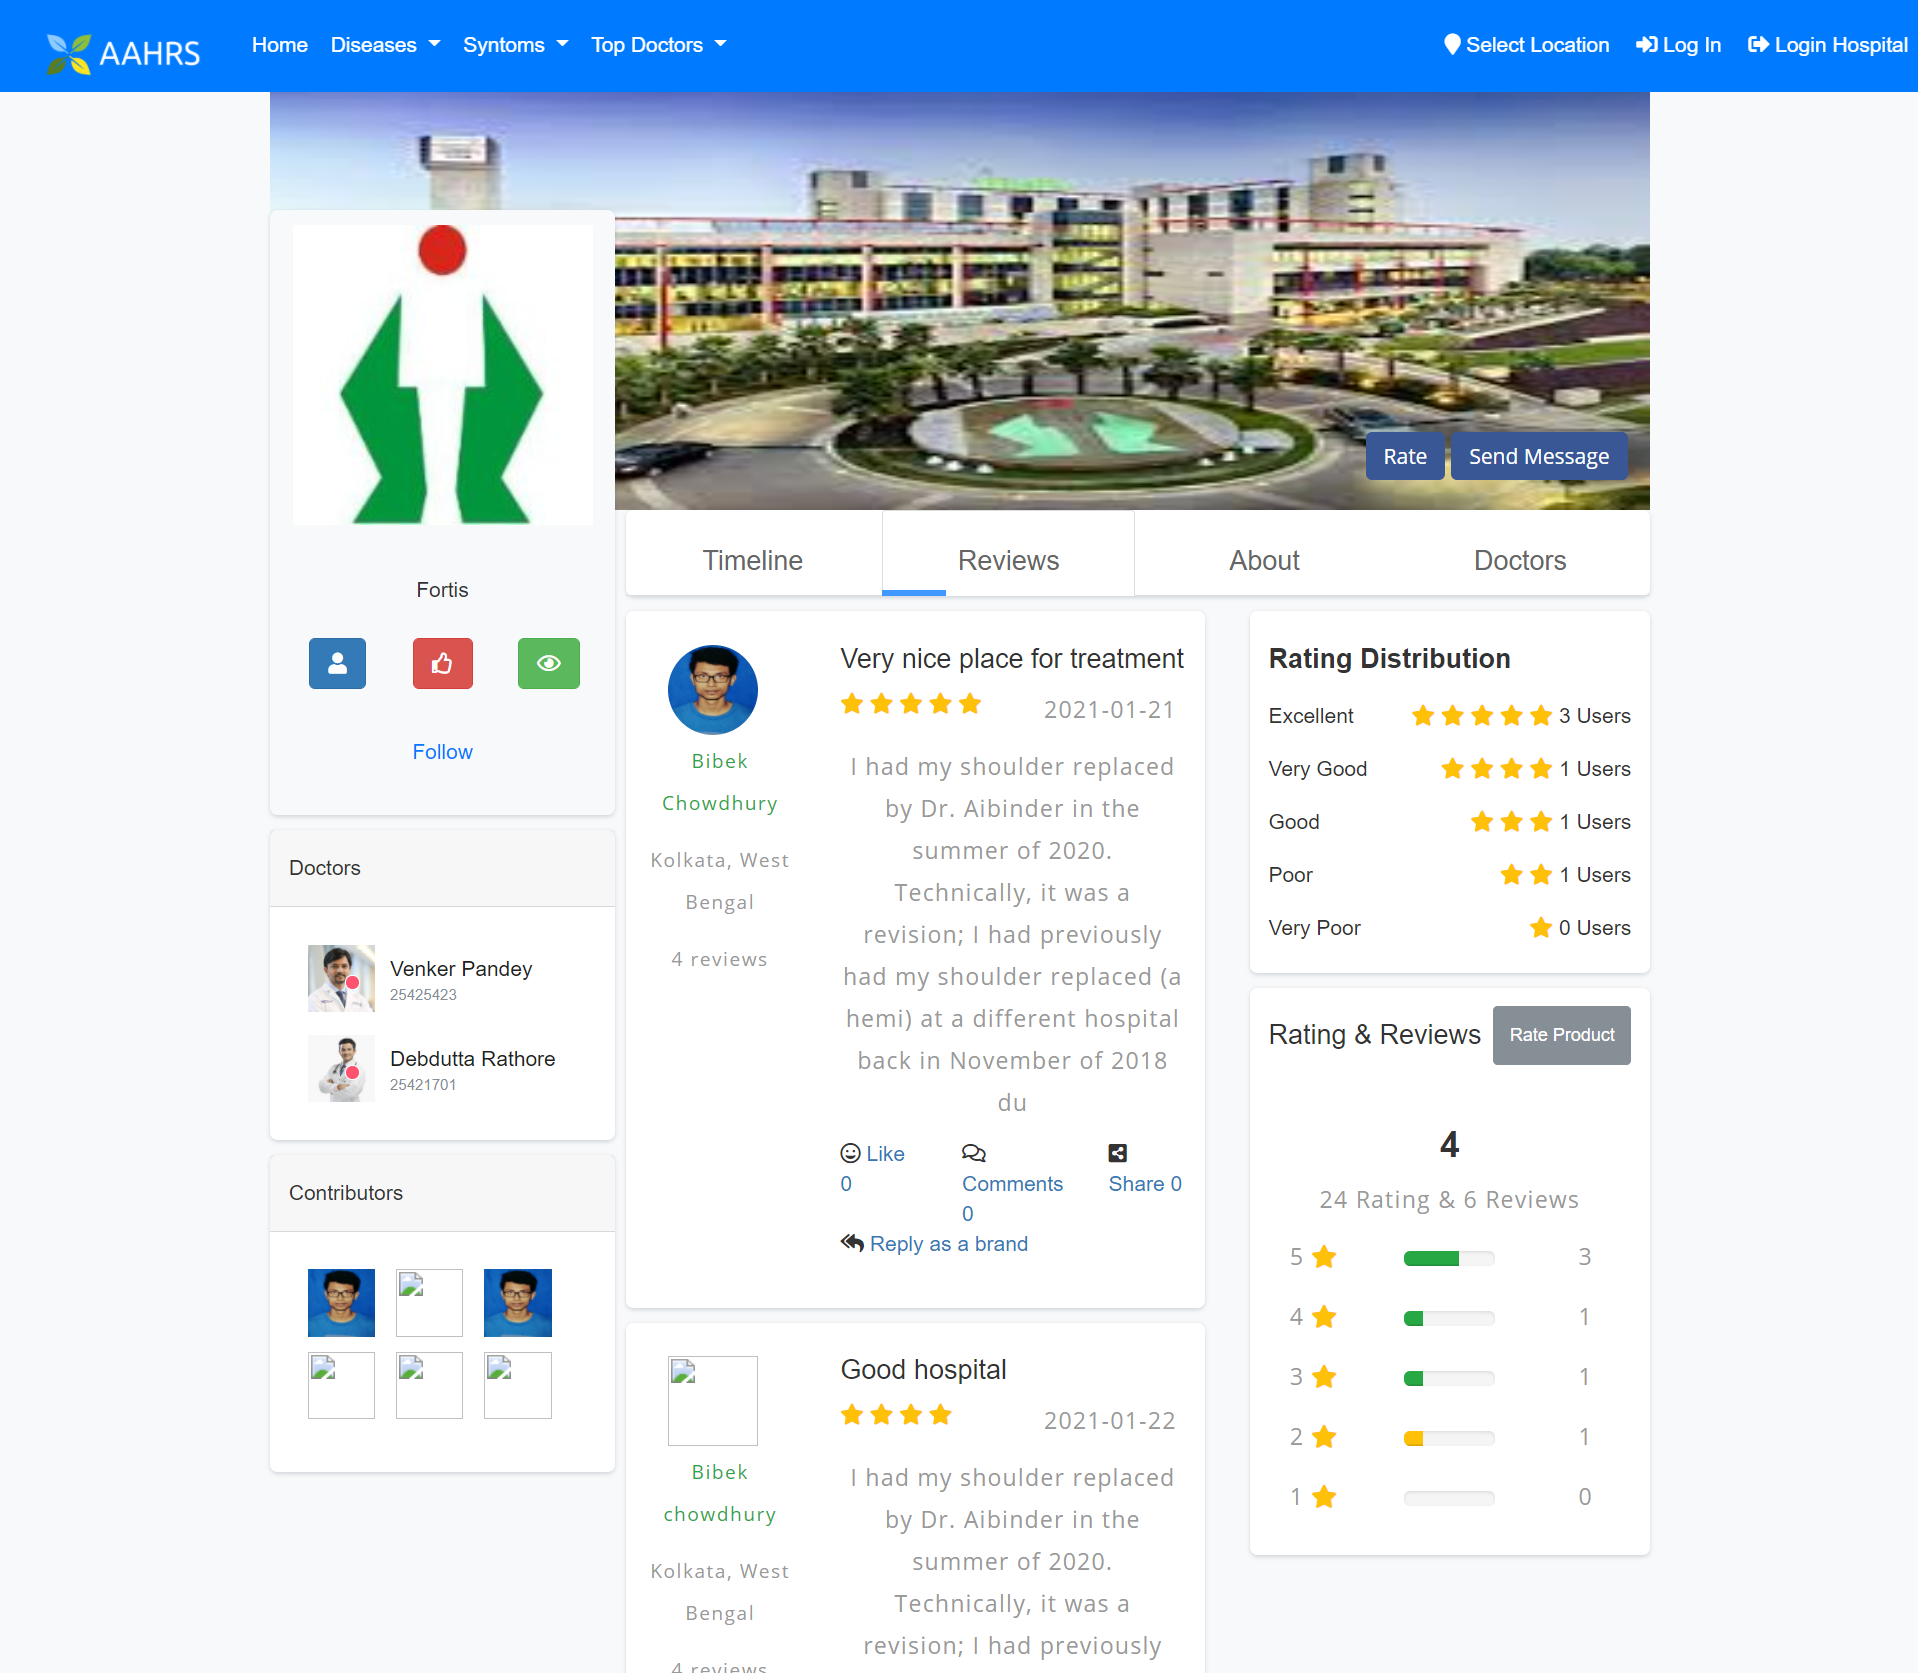 AAHRS
Home Diseases Syntoms Top Doctors
Select Location Log In Login Hospital
Rate Send Message
Timeline Reviews About Doctors
Fortis
Follow
Doctors
Venker Pandey
25425423
Debdutta Rathore
25421701
Contributors
Bibek
Chowdhury
Kolkata, West
Bengal
4 reviews
Very nice place for treatment
2021-01-21
I had my shoulder replaced
by Dr. Aibinder in the
summer of 2020.
Technically, it was a
revision; I had previously
had my shoulder replaced (a
hemi) at a different hospital
back in November of 2018
du
Like
0
Comments
0
Share 0
Reply as a brand
Bibek
chowdhury
Kolkata, West
Bengal
4 reviews
Good hospital
2021-01-22
I had my shoulder replaced
by Dr. Aibinder in the
summer of 2020.
Technically, it was a
revision; I had previously
Rating Distribution
Excellent 3 Users
Very Good 1 Users
Good 1 Users
Poor 1 Users
Very Poor 0 Users
Rating & Reviews Rate Product
4
24 Rating & 6 Reviews
5 3
4 1
3 1
2 1
1 0